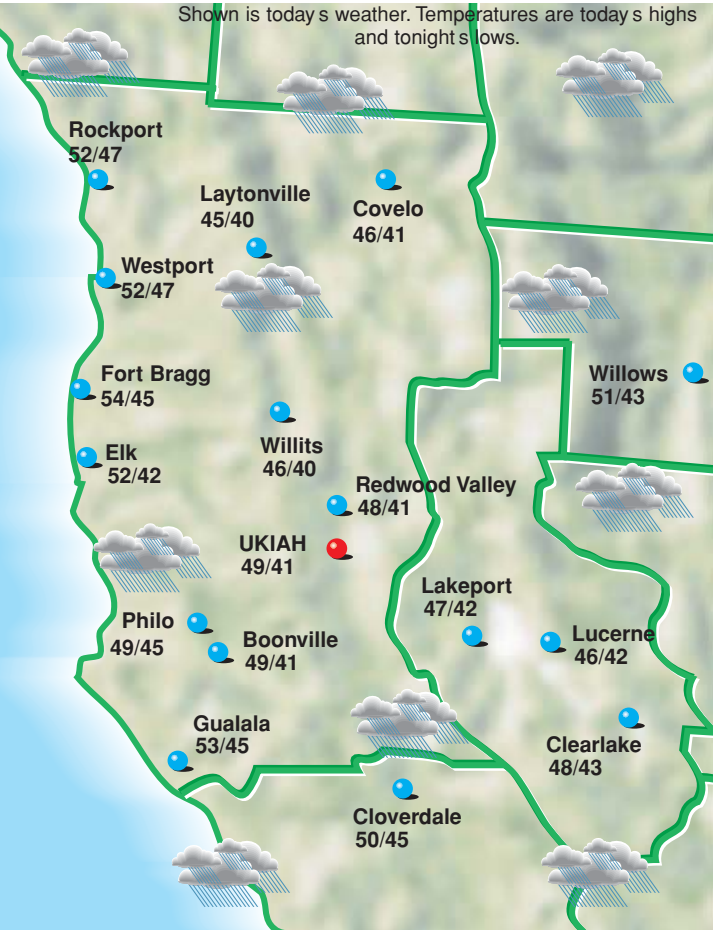 Shown is today s weather. Temperatures are today s highs
and tonight s lows.
Rockport
52/47
Laytonville
45/40
Covelo
46/41
Westport
52/47
Fort Bragg
54/45
Willows
51/43
Willits
46/40
Elk
52/42
Redwood Valley
48/41
UKIAH
49/41
Lakeport
47/42
Philo
49/45
Boonville
49/41
Lucerne
46/42
Gualala
53/45
Clearlake
48/43
Cloverdale
50/45